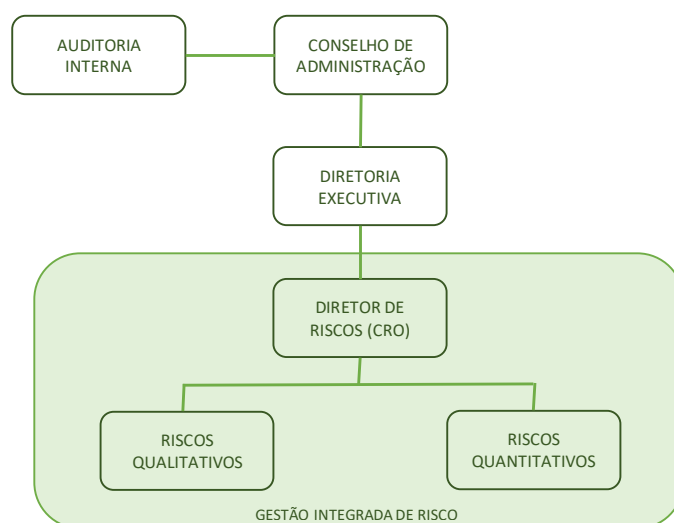 AUDITORIA
INTERNA
CONSELHO DE
ADMINISTRAÇÃO
DIRETORIA
EXECUTIVA
DIRETOR DE
RISCOS (CRO)
RISCOS
QUALITATIVOS
RISCOS
QUANTITATIVOS
GESTÃO INTEGRADA DE RISCO